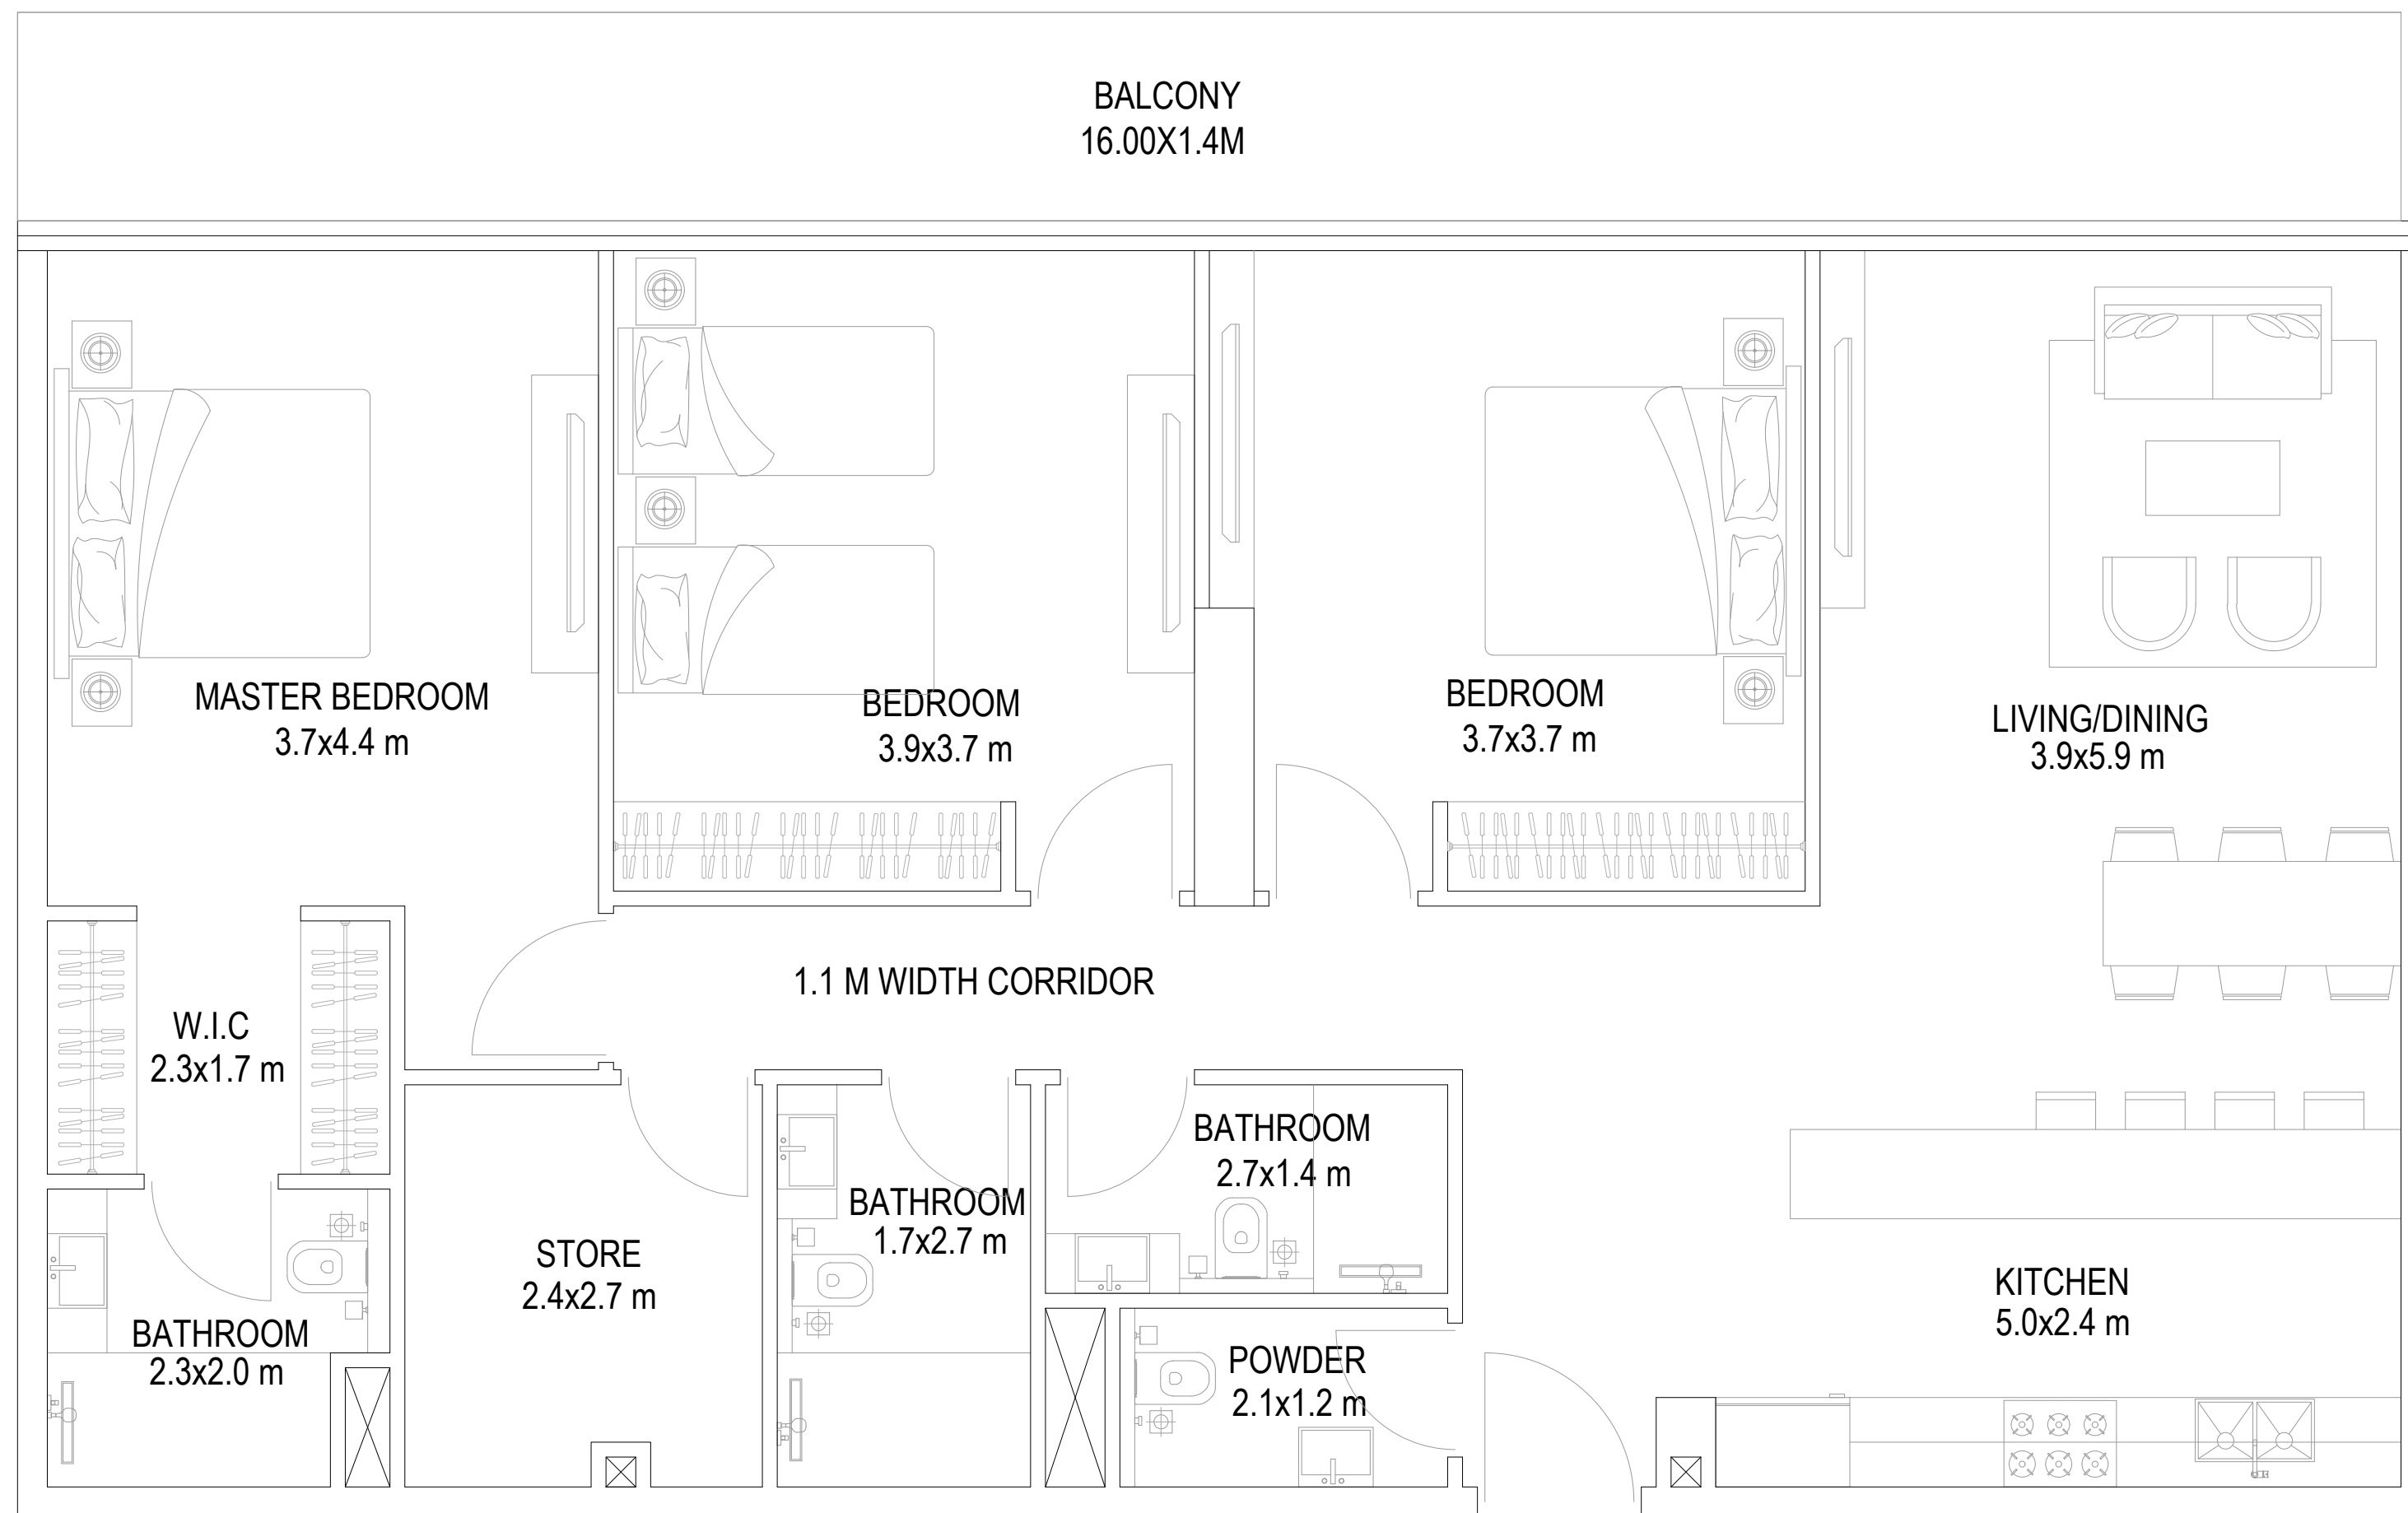 BALCONY
16.00X1.4M
MASTER BEDROOM
3.7x4.4 m
BEDROOM
3.9x3.7 m
BEDROOM
3.7x3.7 m
LIVING/DINING
3.9x5.9 m
1.1 M WIDTH CORRIDOR
W.I.C
2.3x1.7 m
BATHROOM
2.3x2.0 m
STORE
2.4x2.7 m
BATHROOM
1.7x2.7 m
BATHROOM
2.7x1.4 m
POWDER
2.1x1.2 m
KITCHEN
5.0x2.4 m